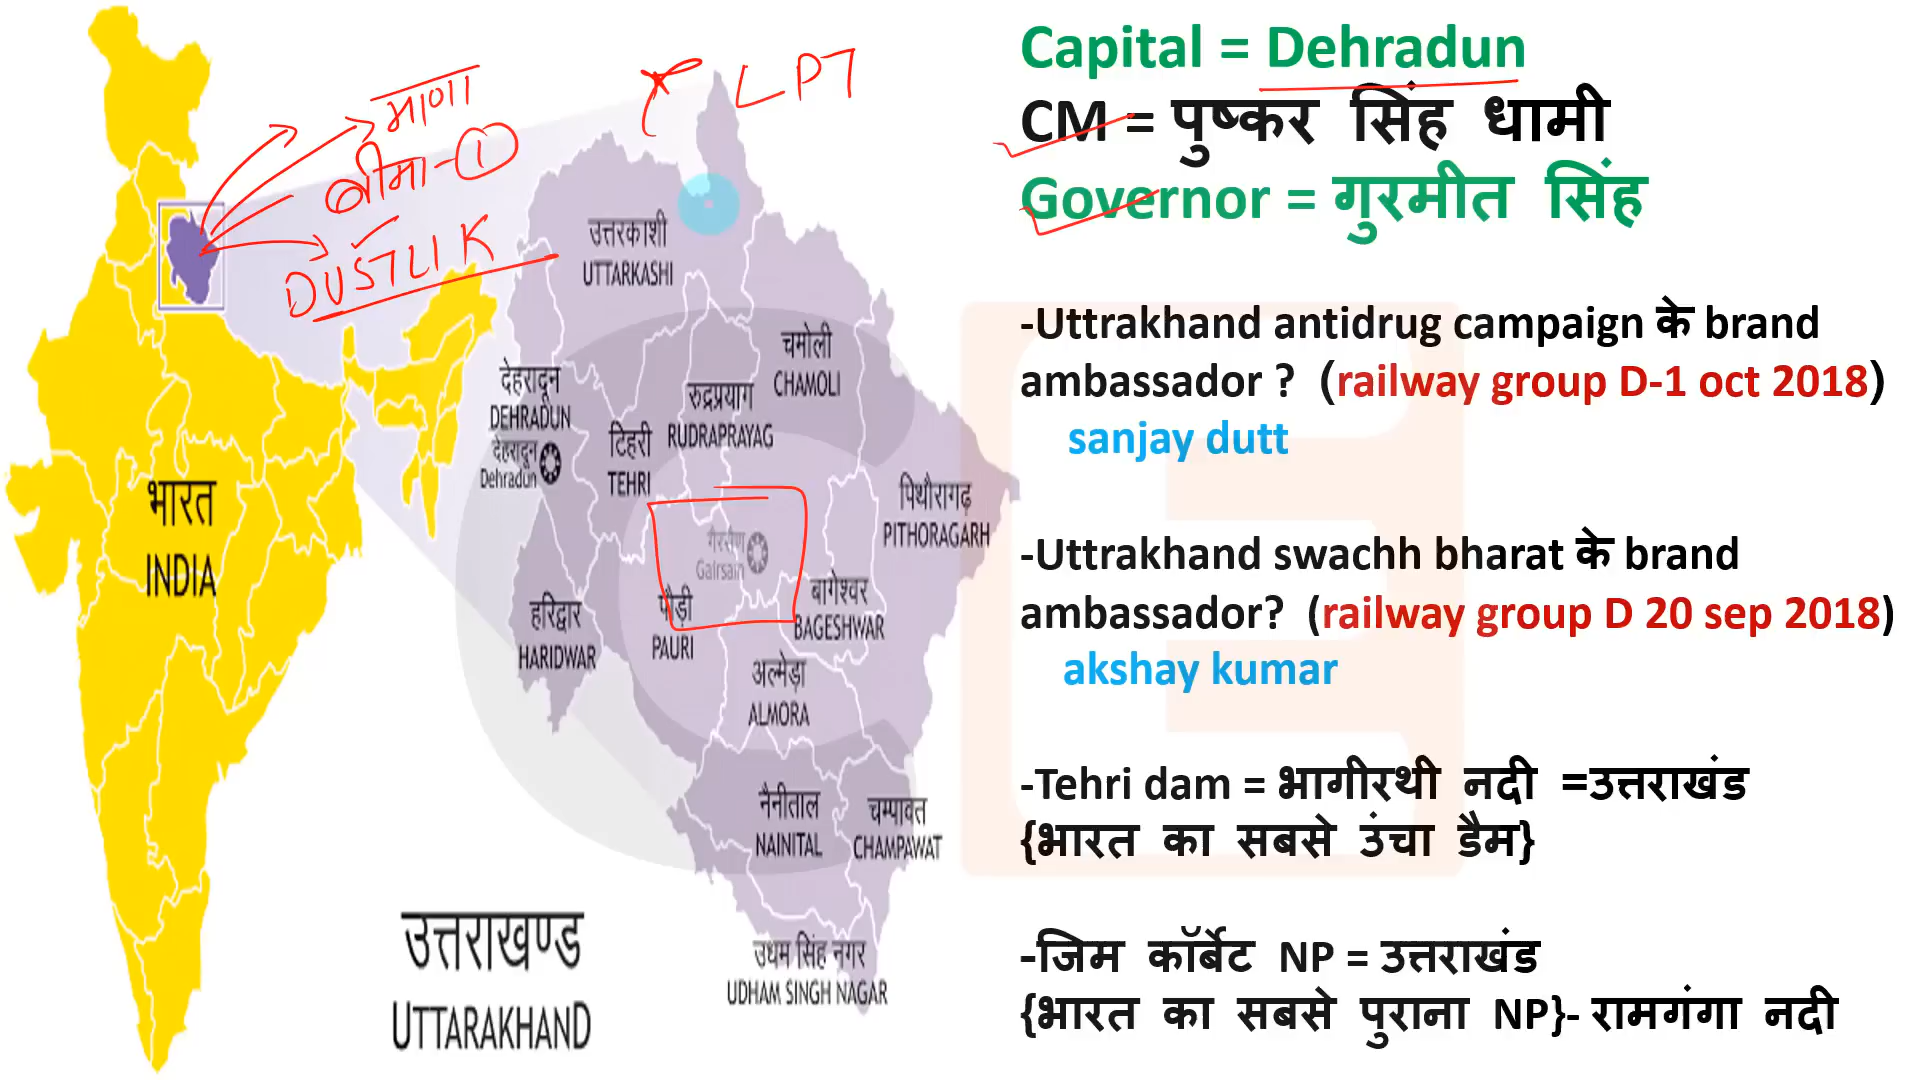 Capital = Dehradun
CM = पुष्कर सिंह धामी
Governor = गुरमीत सिंह
-Uttrakhand antidrug campaign के brand
ambassador ? (railway group D-1 oct 2018)
sanjay dutt
-Uttrakhand swachh bharat के brand
ambassador? (railway group D 20 sep 2018)
akshay kumar
-Tehri dam = भागीरथी नदी =उत्तराखंड
{भारत का सबसे उंचा डैम}
-जिम कॉर्बेट NP = उत्तराखंड
{भारत का सबसे पुराना NP}- रामगंगा नदी
LPT
माणा
सीमा-①
DUSTLIK
भारत
INDIA
उत्तरकाशी
UTTARKASHI
चमोली
CHAMOLI
देहरादून
DEHRADUN
देहरादून
Dehradun
रुद्रप्रयाग
RUDRAPRAYAG
टिहरी
TEHRI
पिथौरागढ़
PITHORAGARH
गैरसैण
Gairsain
पौड़ी
PAURI
बागेश्वर
BAGESHWAR
हरिद्वार
HARIDWAR
अल्मेड़ा
ALMORA
नैनीताल
NAINITAL
चम्पावत
CHAMPAWAT
उधम सिंह नगर
UDHAM SINGH NAGAR
उत्तराखण्ड
UTTARAKHAND